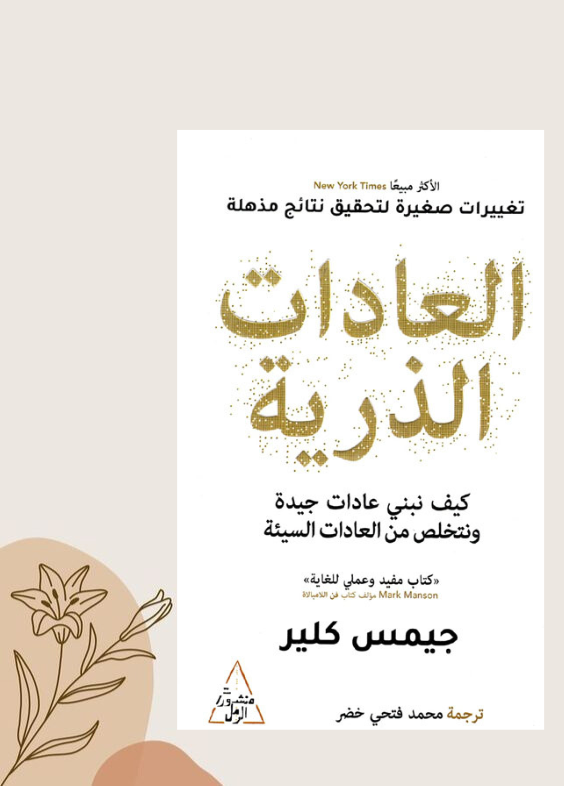 الأكثر مبيعًا New York Times
تغييرات صغيرة لتحقيق نتائج مذهلة
العادات
الذرية
كيف نبني عادات جيدة
ونتخلص من العادات السيئة
«كتاب مفيد وعملي للغاية»
Mark Manson مؤلف كتاب فن اللامبالاة
جيمس كلير
منشورات
الرمل
ترجمة محمد فتحي خضر